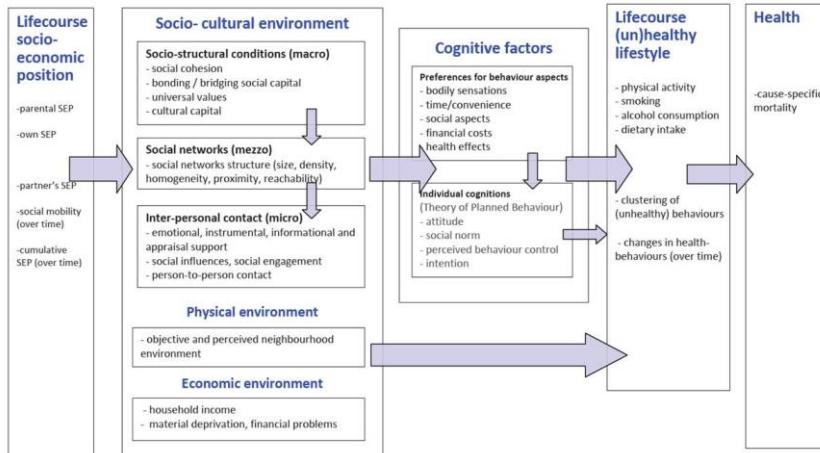 Lifecourse
socio-
economic
position
-parental SEP
-own SEP
-partner's SEP
-social mobility
(over time)
-cumulative
SEP (over time)
Socio- cultural environment
Socio-structural conditions (macro)
- social cohesion
- bonding / bridging social capital
- universal values
- cultural capital
Social networks (mezzo)
- social networks structure (size, density,
homogeneity, proximity, reachability)
Inter-personal contact (micro)
- emotional, instrumental, informational and
appraisal support
- social influences, social engagement
- person-to-person contact
Physical environment
- objective and perceived neighbourhood
environment
Economic environment
- household income
- material deprivation, financial problems
Cognitive factors
Preferences for behaviour aspects
- bodily sensations
- time/convenience
- social aspects
- financial costs
- health effects
Individual cognitions
(Theory of Planned Behaviour)
- attitude
- social norm
- perceived behaviour control
- intention
Lifecourse
(un)healthy
lifestyle
- physical activity
- smoking
- alcohol consumption
- dietary intake
- clustering of
(unhealthy) behaviours
- changes in health-
behaviours (over time)
Health
-cause-specific
mortality